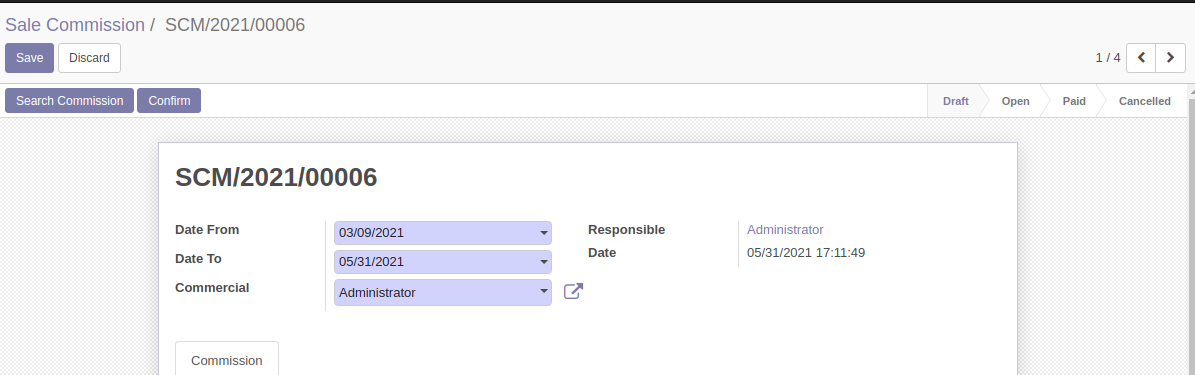 Sale Commission / SCM/2021/00006
Save Discard 1 / 4
Search Commission Confirm Draft Open Paid Cancelled
SCM/2021/00006
Date From 03/09/2021 Responsible Administrator
Date To 05/31/2021 Date 05/31/2021 17:11:49
Commercial Administrator
Commission